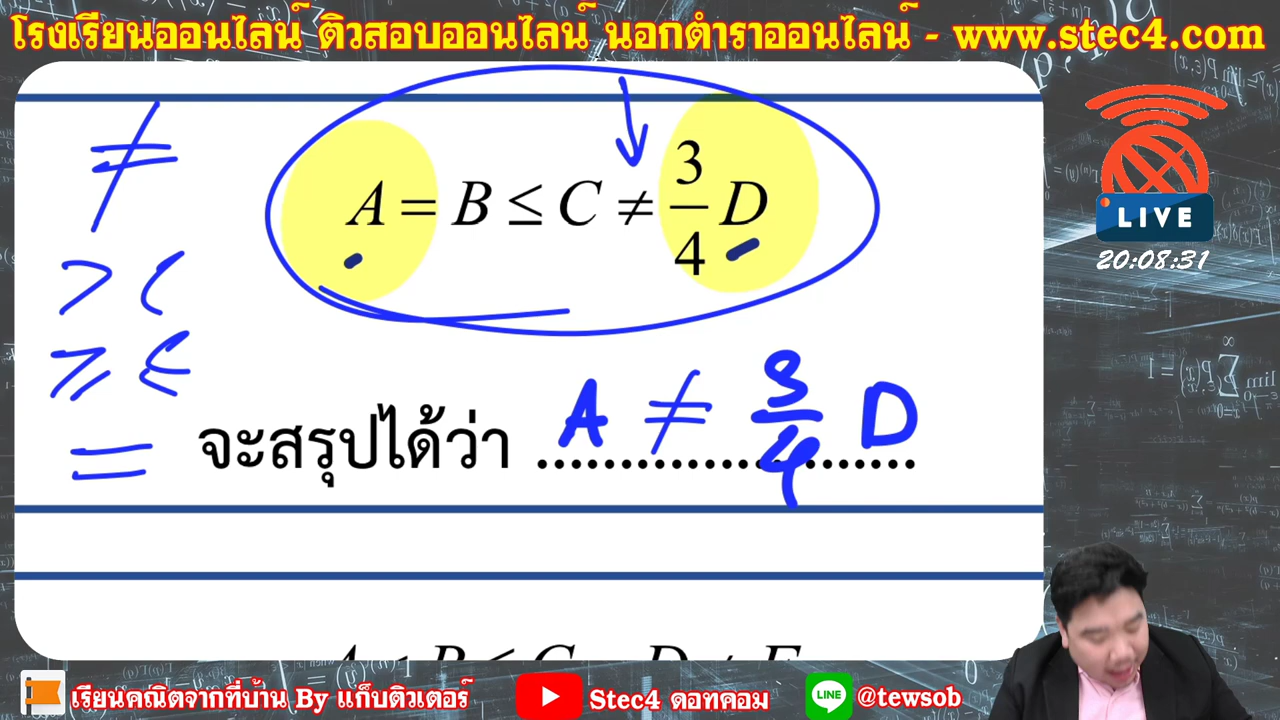 โรงเรียนออนไลน์ ติวสอบออนไลน์ นอกตำราออนไลน์ - www.stec4.com
≠
A = B ≤ C ≠ 3/4 D
LIVE
20:08:31
> <
≥ ≤
=
จะสรุปได้ว่า ........................
A ≠ 3/4 D
เรียนคณิตจากที่บ้าน By แก็บติวเตอร์
Stec4 ดอทคอม
LINE
@tewsob